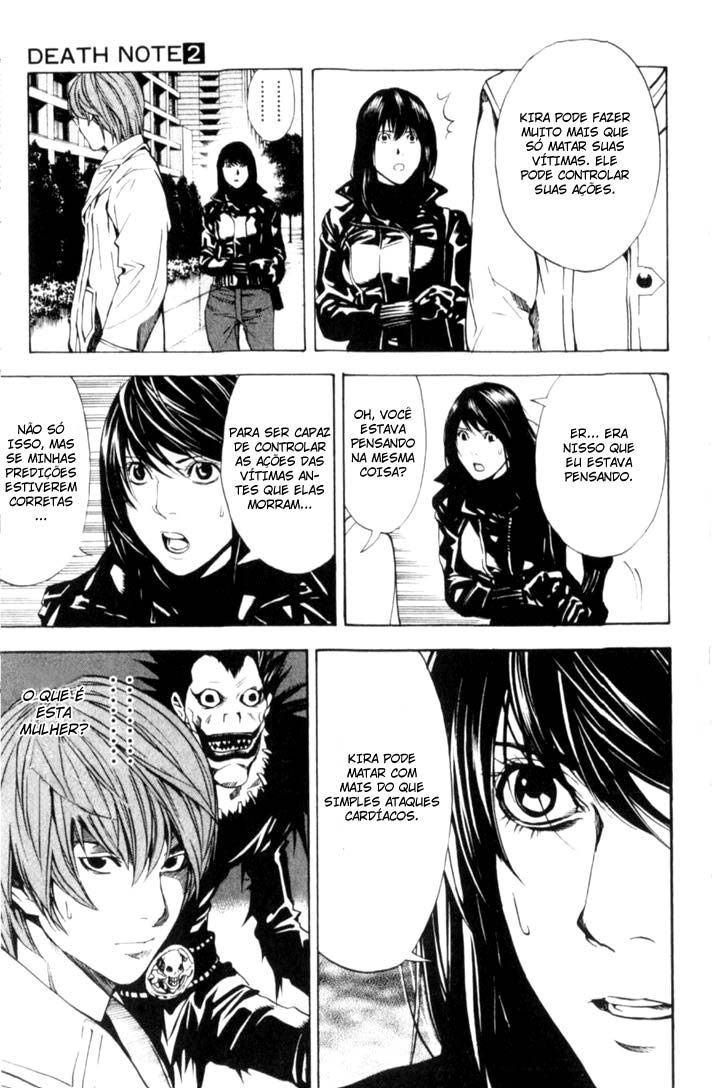 DEATH NOTE 2
KIRA PODE FAZER
MUITO MAIS QUE
SÓ MATAR SUAS
VÍTIMAS. ELE
PODE CONTROLAR
SUAS AÇÕES.
ER... ERA
NISSO QUE
EU ESTAVA
PENSANDO.
OH, VOCÊ
ESTAVA
PENSANDO
NA MESMA
COISA?
PARA SER CAPAZ
DE CONTROLAR
AS AÇÕES DAS
VÍTIMAS AN-
TES QUE ELAS
MORRAM...
NÃO SÓ
ISSO, MAS
SE MINHAS
PREDIÇÕES
ESTIVEREM
CORRETAS
...
KIRA PODE
MATAR COM
MAIS DO QUE
SIMPLES ATAQUES
CARDÍACOS.
O QUE É
ESTA
MULHER?